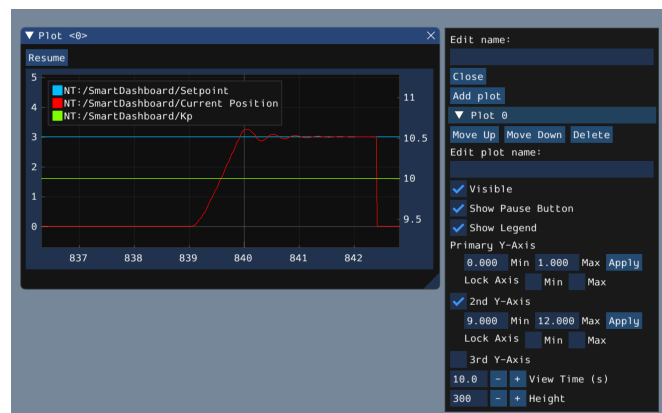 Plot <0>
Resume
NT:/SmartDashboard/Setpoint
NT:/SmartDashboard/Current Position
NT:/SmartDashboard/Kp
5
4
3
2
1
0
11
10.5
10
9.5
837 838 839 840 841 842
Edit name:
Close
Add plot
Plot 0
Move Up Move Down Delete
Edit plot name:
Visible
Show Pause Button
Show Legend
Primary Y-Axis
0.000 Min 1.000 Max Apply
Lock Axis Min Max
2nd Y-Axis
9.000 Min 12.000 Max Apply
Lock Axis Min Max
3rd Y-Axis
10.0 - + View Time (s)
300 - + Height